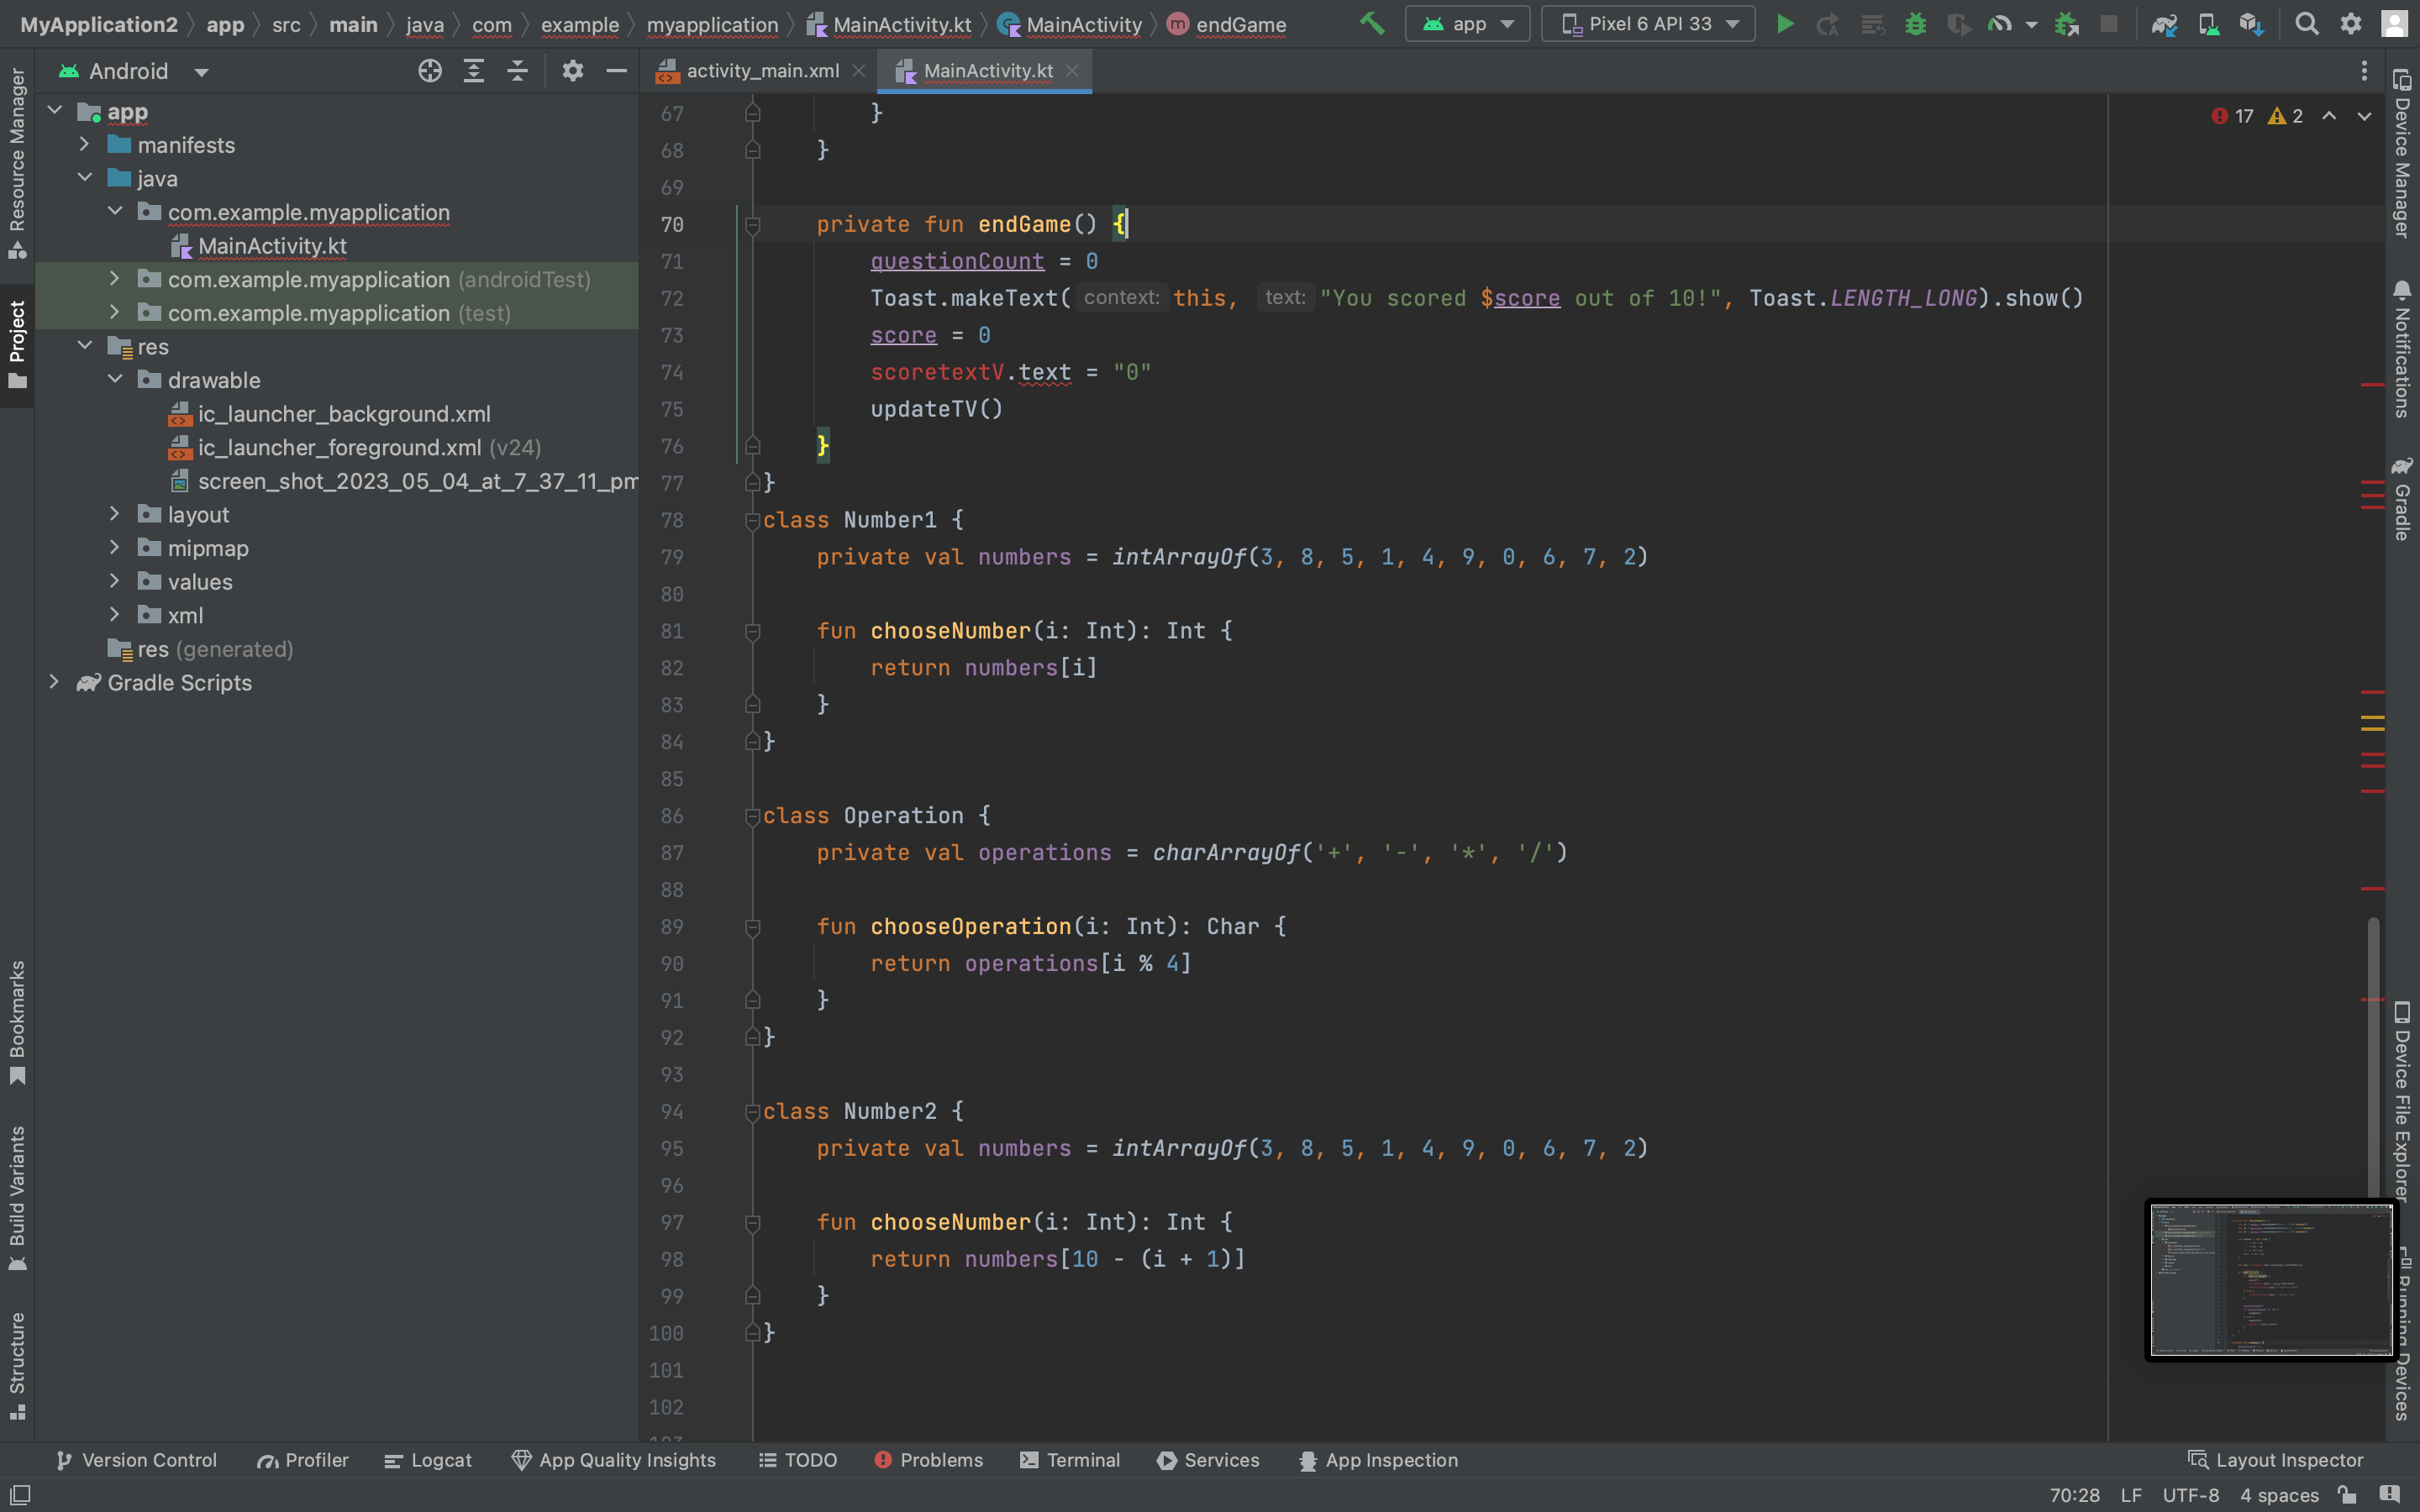 MyApplication2 app src main java com example myapplication MainActivity.kt MainActivity m endGame app Pixel 6 API 33
Android
activity_main.xml MainActivity.kt
17 2
app
manifests
java
com.example.myapplication
MainActivity.kt
com.example.myapplication (androidTest)
com.example.myapplication (test)
res
drawable
ic_launcher_background.xml
ic_launcher_foreground.xml (v24)
screen_shot_2023_05_04_at_7_37_11_pm
layout
mipmap
values
xml
res (generated)
Gradle Scripts
Resource Manager
Project
Bookmarks
Build Variants
Structure
67 }
68 }
69
70 private fun endGame() {
71 questionCount = 0
72 Toast.makeText( context: this, text: "You scored $score out of 10!", Toast.LENGTH_LONG).show()
73 score = 0
74 scoretextV.text = "0"
75 updateTV()
76 }
77 }
78 class Number1 {
79 private val numbers = intArrayOf(3, 8, 5, 1, 4, 9, 0, 6, 7, 2)
80
81 fun chooseNumber(i: Int): Int {
82 return numbers[i]
83 }
84 }
85
86 class Operation {
87 private val operations = charArrayOf('+', '-', '*', '/')
88
89 fun chooseOperation(i: Int): Char {
90 return operations[i % 4]
91 }
92 }
93
94 class Number2 {
95 private val numbers = intArrayOf(3, 8, 5, 1, 4, 9, 0, 6, 7, 2)
96
97 fun chooseNumber(i: Int): Int {
98 return numbers[10 - (i + 1)]
99 }
100 }
101
102
Device Manager
Notifications
Gradle
Device File Explorer
Running Devices
Version Control Profiler Logcat App Quality Insights TODO Problems Terminal Services App Inspection Layout Inspector
70:28 LF UTF-8 4 spaces